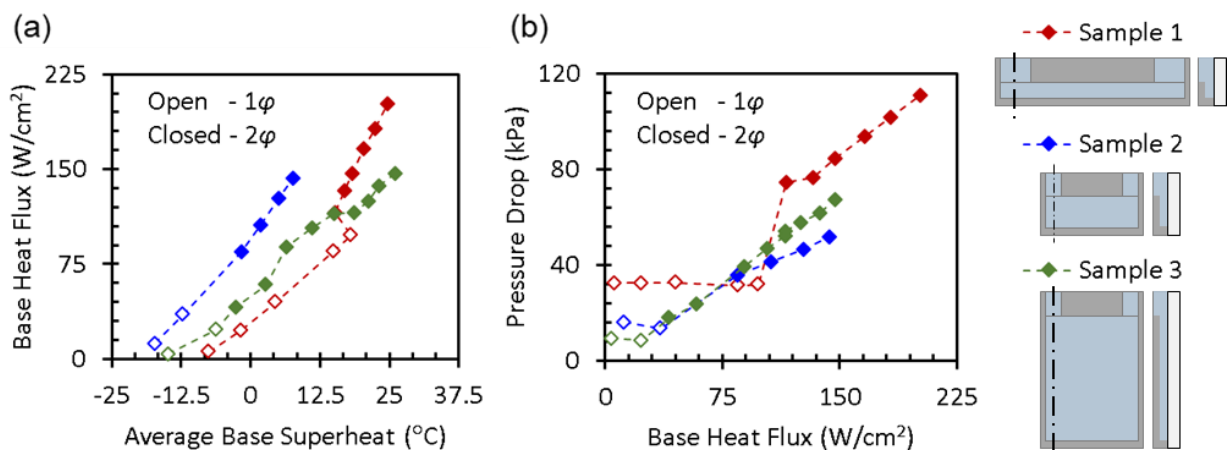 (a)
225
150
75
0
Base Heat Flux (W/cm²)
Open - 1φ
Closed - 2φ
-25 -12.5 0 12.5 25 37.5
Average Base Superheat (°C)
(b)
120
80
40
0
Pressure Drop (kPa)
Open - 1φ
Closed - 2φ
0 75 150 225
Base Heat Flux (W/cm²)
Sample 1
Sample 2
Sample 3